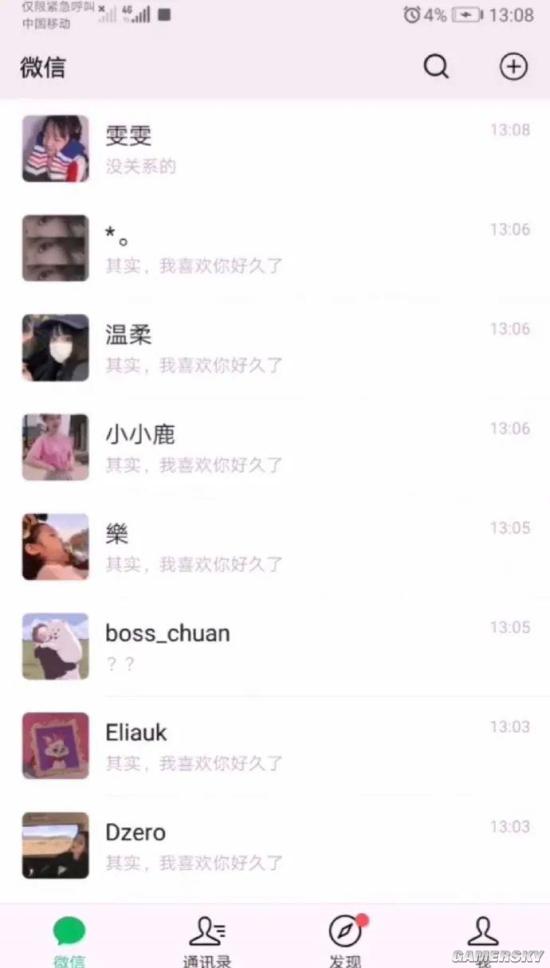 仅限紧急呼叫
中国移动
4G
4%
13:08
微信
雯雯
13:08
没关系的
*。
13:06
其实，我喜欢你好久了
温柔
13:06
其实，我喜欢你好久了
小小鹿
13:06
其实，我喜欢你好久了
樂
13:05
其实，我喜欢你好久了
boss_chuan
13:05
？？
Eliauk
13:03
其实，我喜欢你好久了
Dzero
13:03
其实，我喜欢你好久了
微信
通讯录
发现
我
GAMERSKY